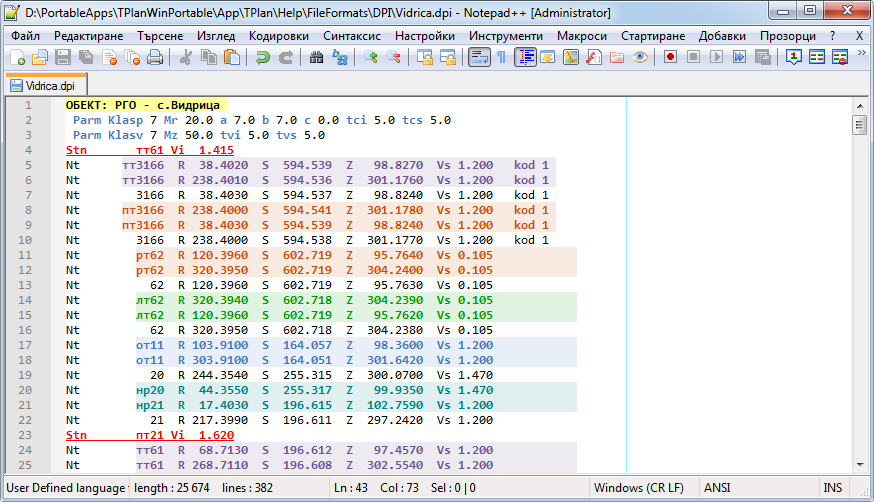 D:\PortableApps\TPlanWinPortable\App\TPlan\Help\FileFormats\DPI\Vidrica.dpi - Notepad++ [Administrator]
Файл Редактиране Търсене Изглед Кодировки Синтаксис Настройки Инструменти Макроси Стартиране Добавки Прозорци ? X
Vidrica.dpi
1 ОБЕКТ: РГО - с.Видрица
2 Parm Klasp 7 Mr 20.0 a 7.0 b 7.0 c 0.0 tci 5.0 tcs 5.0
3 Parm Klasv 7 Mz 50.0 tvi 5.0 tvs 5.0
4 Stn тт61 Vi 1.415
5 Nt тт3166 R 38.4020 S 594.539 Z 98.8270 Vs 1.200 kod 1
6 Nt тт3166 R 238.4010 S 594.536 Z 301.1760 Vs 1.200 kod 1
7 Nt 3166 R 38.4030 S 594.537 Z 98.8240 Vs 1.200 kod 1
8 Nt пт3166 R 238.4000 S 594.541 Z 301.1780 Vs 1.200 kod 1
9 Nt пт3166 R 38.4030 S 594.539 Z 98.8240 Vs 1.200 kod 1
10 Nt 3166 R 238.4000 S 594.538 Z 301.1770 Vs 1.200 kod 1
11 Nt рт62 R 120.3960 S 602.719 Z 95.7640 Vs 0.105
12 Nt рт62 R 320.3950 S 602.719 Z 304.2400 Vs 0.105
13 Nt 62 R 120.3960 S 602.719 Z 95.7630 Vs 0.105
14 Nt лт62 R 320.3940 S 602.718 Z 304.2390 Vs 0.105
15 Nt лт62 R 120.3960 S 602.719 Z 95.7620 Vs 0.105
16 Nt 62 R 320.3950 S 602.718 Z 304.2380 Vs 0.105
17 Nt от11 R 103.9100 S 164.057 Z 98.3600 Vs 1.200
18 Nt от11 R 303.9100 S 164.051 Z 301.6420 Vs 1.200
19 Nt 20 R 244.3540 S 255.315 Z 300.0700 Vs 1.470
20 Nt нр20 R 44.3550 S 255.317 Z 99.9350 Vs 1.470
21 Nt нр21 R 17.4030 S 196.615 Z 102.7590 Vs 1.200
22 Nt 21 R 217.3990 S 196.611 Z 297.2420 Vs 1.200
23 Stn пт21 Vi 1.620
24 Nt тт61 R 68.7130 S 196.612 Z 97.4570 Vs 1.200
25 Nt тт61 R 268.7110 S 196.608 Z 302.5540 Vs 1.200
User Defined language length : 25 674 lines : 382 Ln : 43 Col : 73 Sel : 0 | 0 Windows (CR LF) ANSI INS